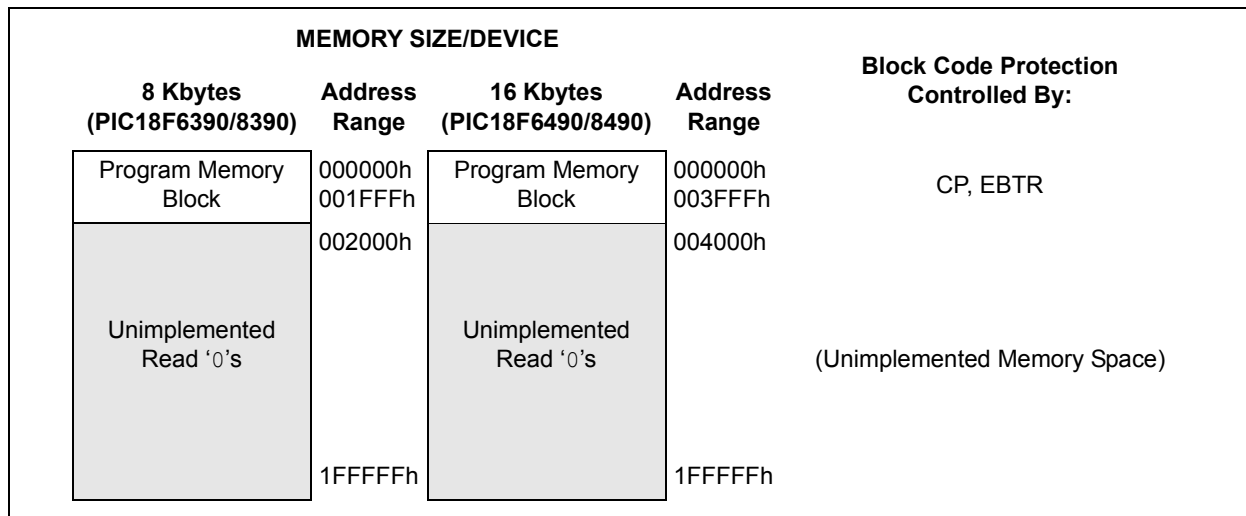 MEMORY SIZE/DEVICE
Block Code Protection
Controlled By:
8 Kbytes
(PIC18F6390/8390)
Address
Range
16 Kbytes
(PIC18F6490/8490)
Address
Range
Program Memory
Block
000000h
001FFFh
Program Memory
Block
000000h
003FFFh
CP, EBTR
002000h
004000h
Unimplemented
Read ‘0’s
Unimplemented
Read ‘0’s
(Unimplemented Memory Space)
1FFFFFh
1FFFFFh